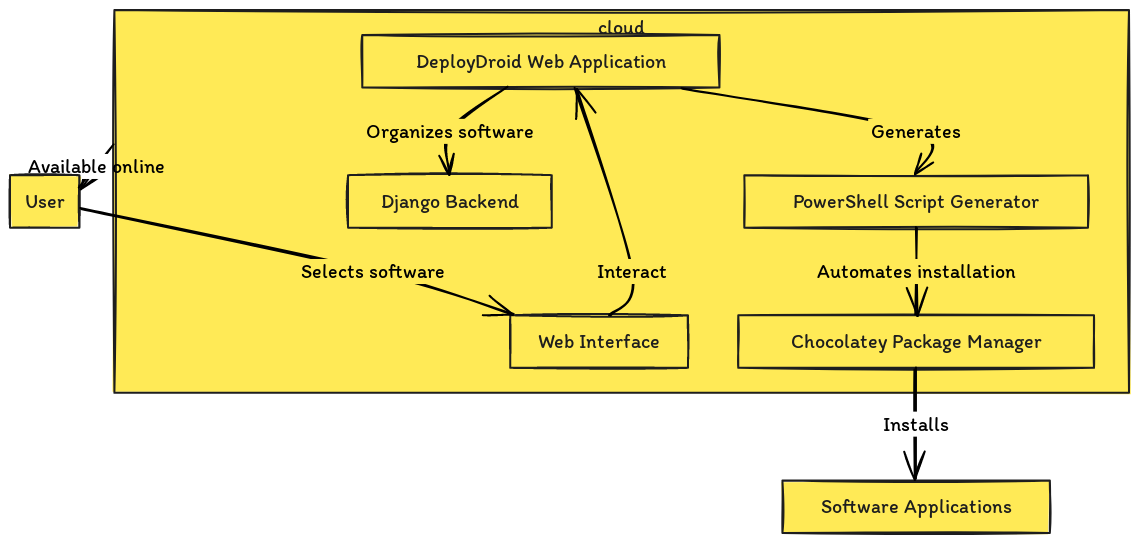 cloud
DeployDroid Web Application
Organizes software
Generates
Available online
User
Django Backend
PowerShell Script Generator
Selects software
Interact
Automates installation
Web Interface
Chocolatey Package Manager
Installs
Software Applications